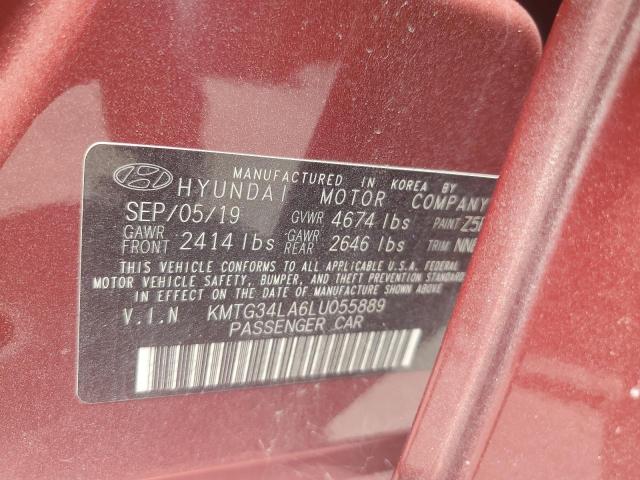 MANUFACTURED IN KOREA BY
HYUNDAI MOTOR COMPANY
SEP/05/19 GVWR 4674 lbs PAINT
GAWR FRONT 2414 lbs GAWR REAR 2646 lbs TRIM
THIS VEHICLE CONFORMS TO ALL APPLICABLE U.S.A. FEDERAL
MOTOR VEHICLE SAFETY, BUMPER, AND THEFT PREVENTION
IN EFFECT ON THE DATE OF MANUFACTURE SHOWN ABOVE
V.I.N KMTG34LA6LU055889
PASSENGER CAR